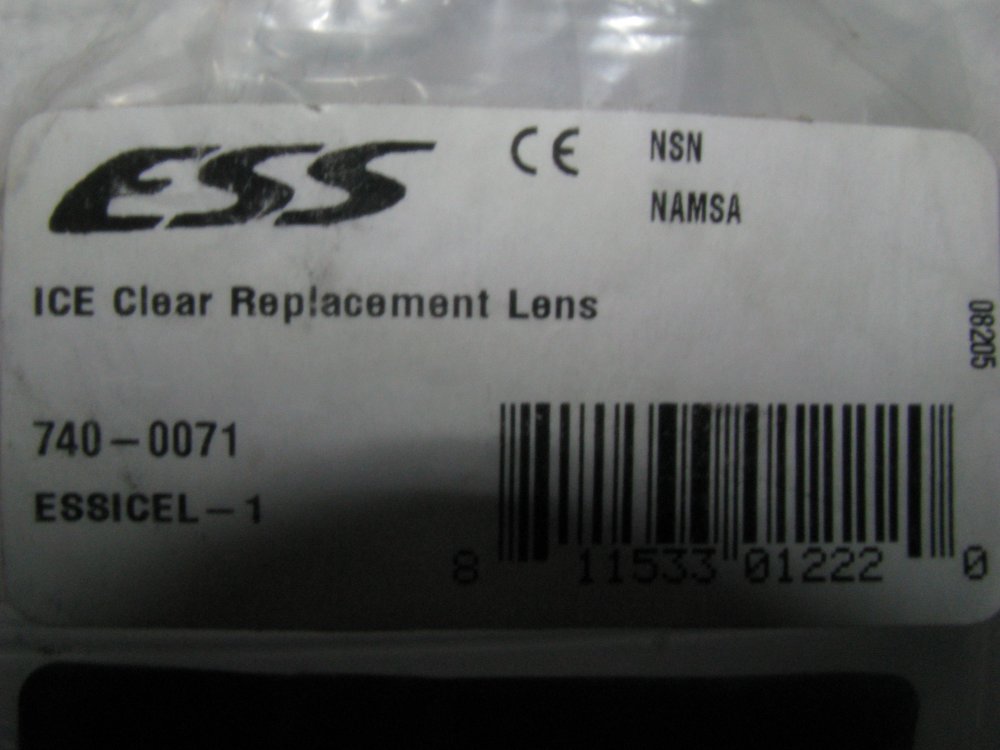 ESS
CE
NSN
NAMSA
ICE Clear Replacement Lens
08205
740-0071
ESSICEL-1
8 11533 01222 0